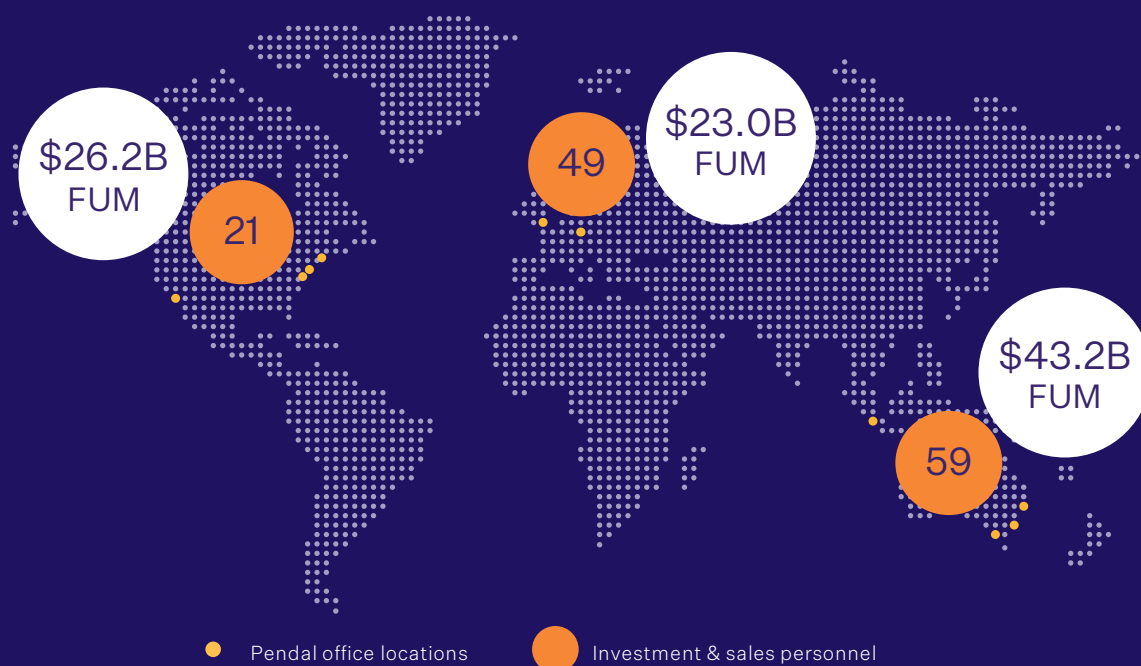 $26.2B
FUM
21
49
$23.0B
FUM
$43.2B
FUM
59
Pendal office locations
Investment & sales personnel